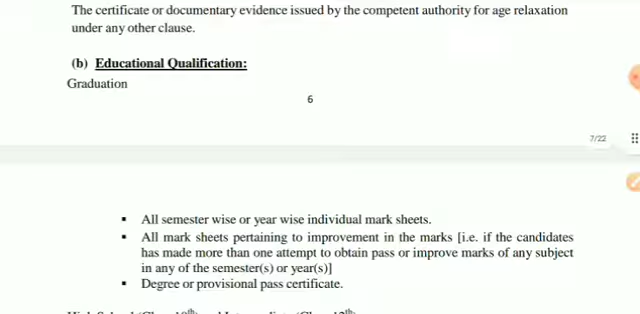 The certificate or documentary evidence issued by the competent authority for age relaxation
under any other clause.
(b) Educational Qualification:
Graduation
6
7/22
▪ All semester wise or year wise individual mark sheets.
▪ All mark sheets pertaining to improvement in the marks [i.e. if the candidates
has made more than one attempt to obtain pass or improve marks of any subject
in any of the semester(s) or year(s)]
▪ Degree or provisional pass certificate.